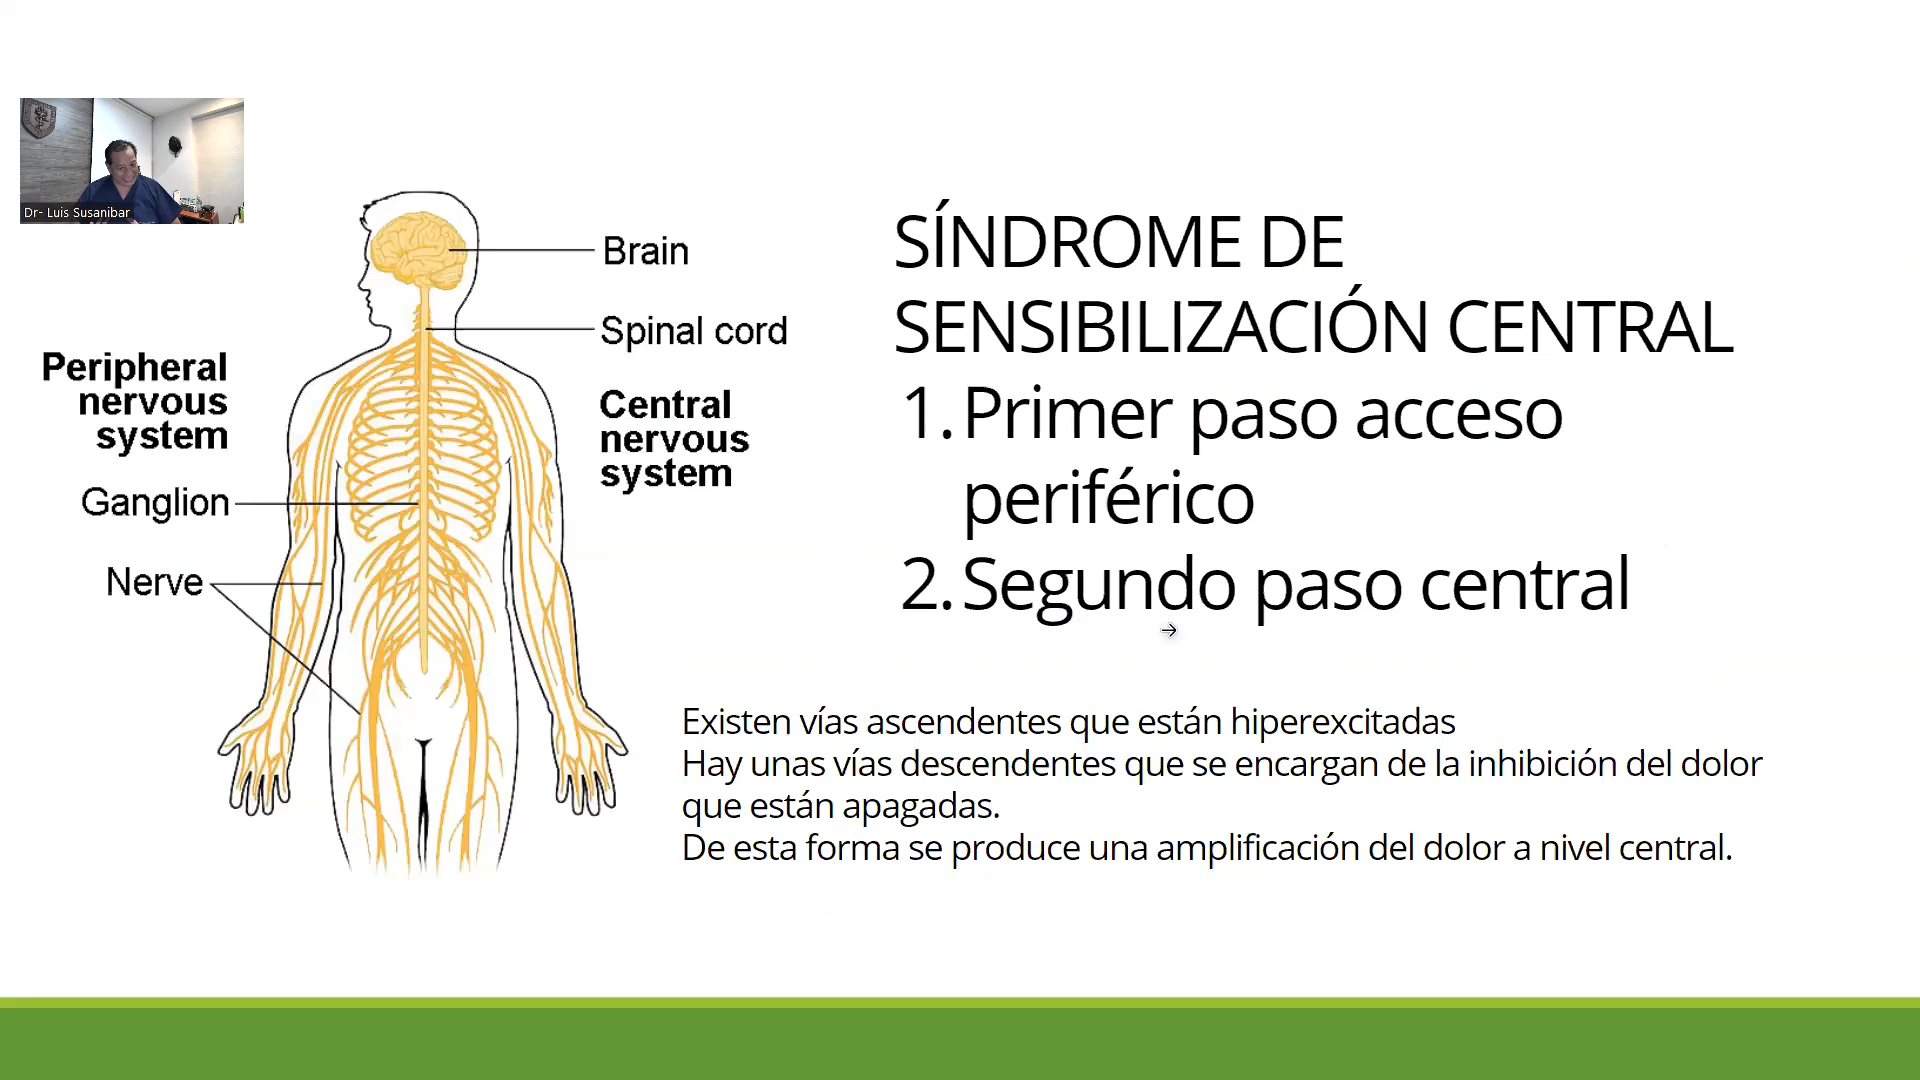 Dr- Luis Susanibar
Brain
Spinal cord
Peripheral
nervous
system
Central
nervous
system
Ganglion
Nerve
SÍNDROME DE
SENSIBILIZACIÓN CENTRAL
1. Primer paso acceso
periférico
2. Segundo paso central
Existen vías ascendentes que están hiperexcitadas
Hay unas vías descendentes que se encargan de la inhibición del dolor
que están apagadas.
De esta forma se produce una amplificación del dolor a nivel central.